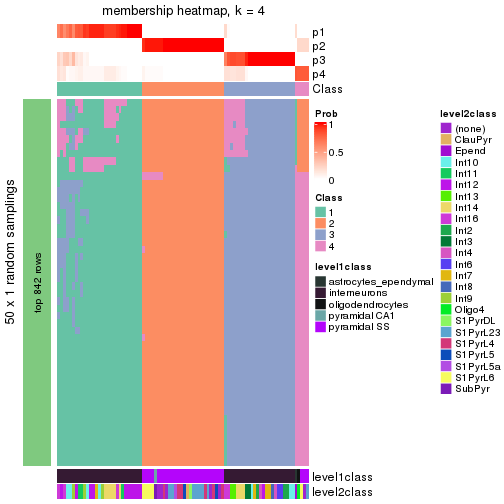 membership heatmap, k = 4
p1
p2
p3
p4
Class
50 x 1 random samplings
top 842 rows
level1class
level2class
Prob
1
0.5
0
Class
1
2
3
4
level1class
astrocytes_ependymal
interneurons
oligodendrocytes
pyramidal CA1
pyramidal SS
level2class
(none)
ClauPyr
Epend
Int10
Int11
Int12
Int13
Int14
Int16
Int2
Int3
Int4
Int6
Int7
Int8
Int9
Oligo4
S1PyrDL
S1PyrL23
S1PyrL4
S1PyrL5
S1PyrL5a
S1PyrL6
SubPyr